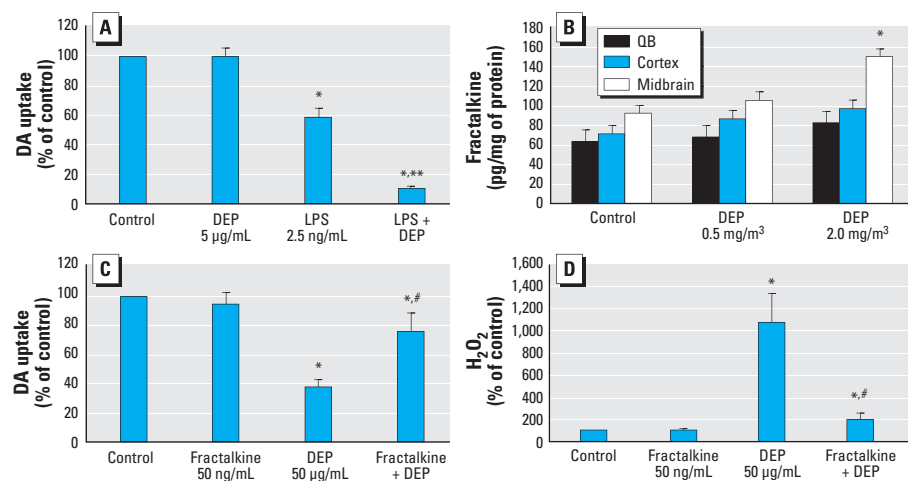 A
DA uptake
(% of control)
120
100
80
60
40
20
0
*
*,**
Control
DEP
5 µg/mL
LPS
2.5 ng/mL
LPS +
DEP
B
QB
Cortex
Midbrain
Fractalkine
(pg/mg of protein)
180
160
140
120
100
80
60
40
20
0
*
Control
DEP
0.5 mg/m³
DEP
2.0 mg/m³
C
DA uptake
(% of control)
120
100
80
60
40
20
0
*
*,#
Control
Fractalkine
50 ng/mL
DEP
50 µg/mL
Fractalkine
+ DEP
D
H₂O₂
(% of control)
1,600
1,400
1,200
1,000
800
600
400
200
0
*
*,#
Control
Fractalkine
50 ng/mL
DEP
50 µg/mL
Fractalkine
+ DEP